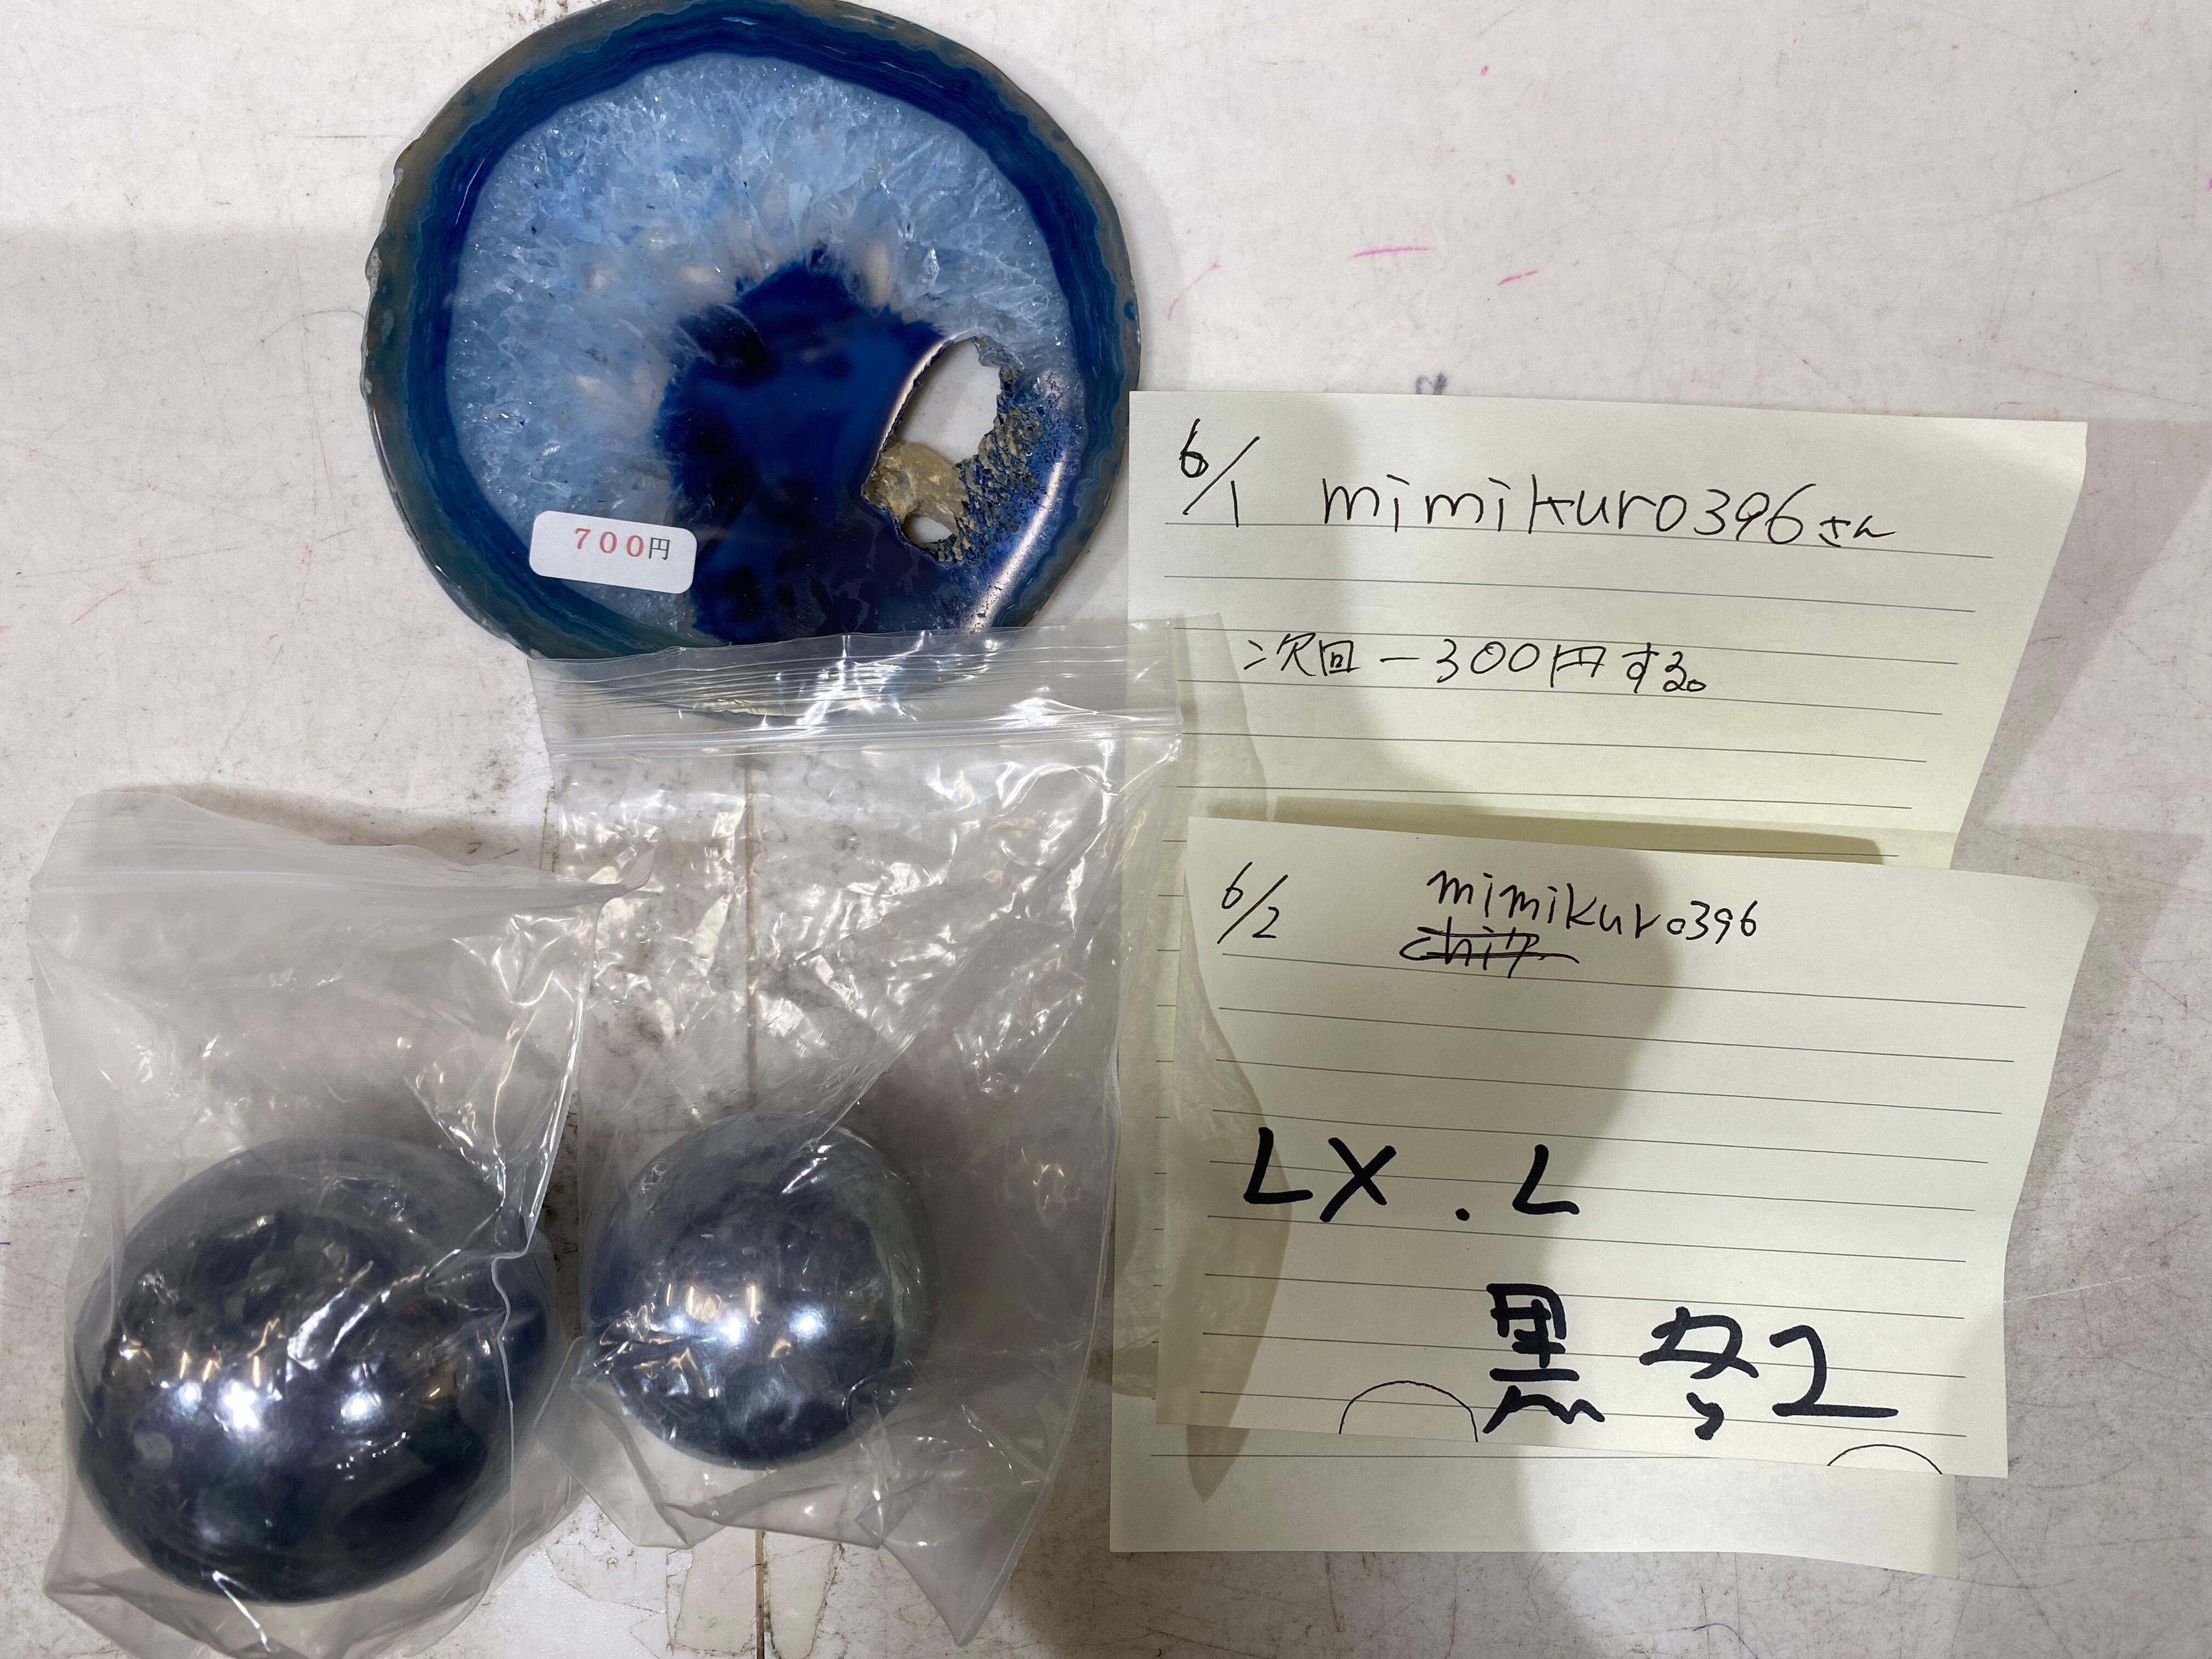 700円
6/1 mimikuro396さん
次回-300円する。
6/2 mimikuro396
LX.L
黒 2